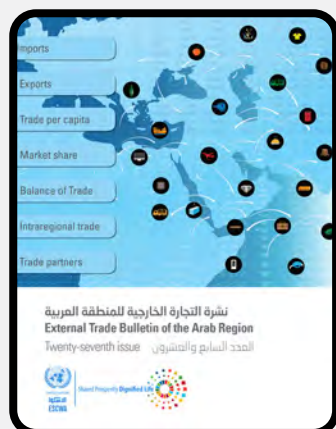 Imports
Exports
Trade per capita
Market share
Balance of Trade
Intraregional trade
Trade partners
نشرة التجارة الخارجية للمنطقة العربية
External Trade Bulletin of the Arab Region
Twenty-seventh issue العدد السابع والعشرون
Shared Prosperity Dignified Life
الإسكوا
ESCWA